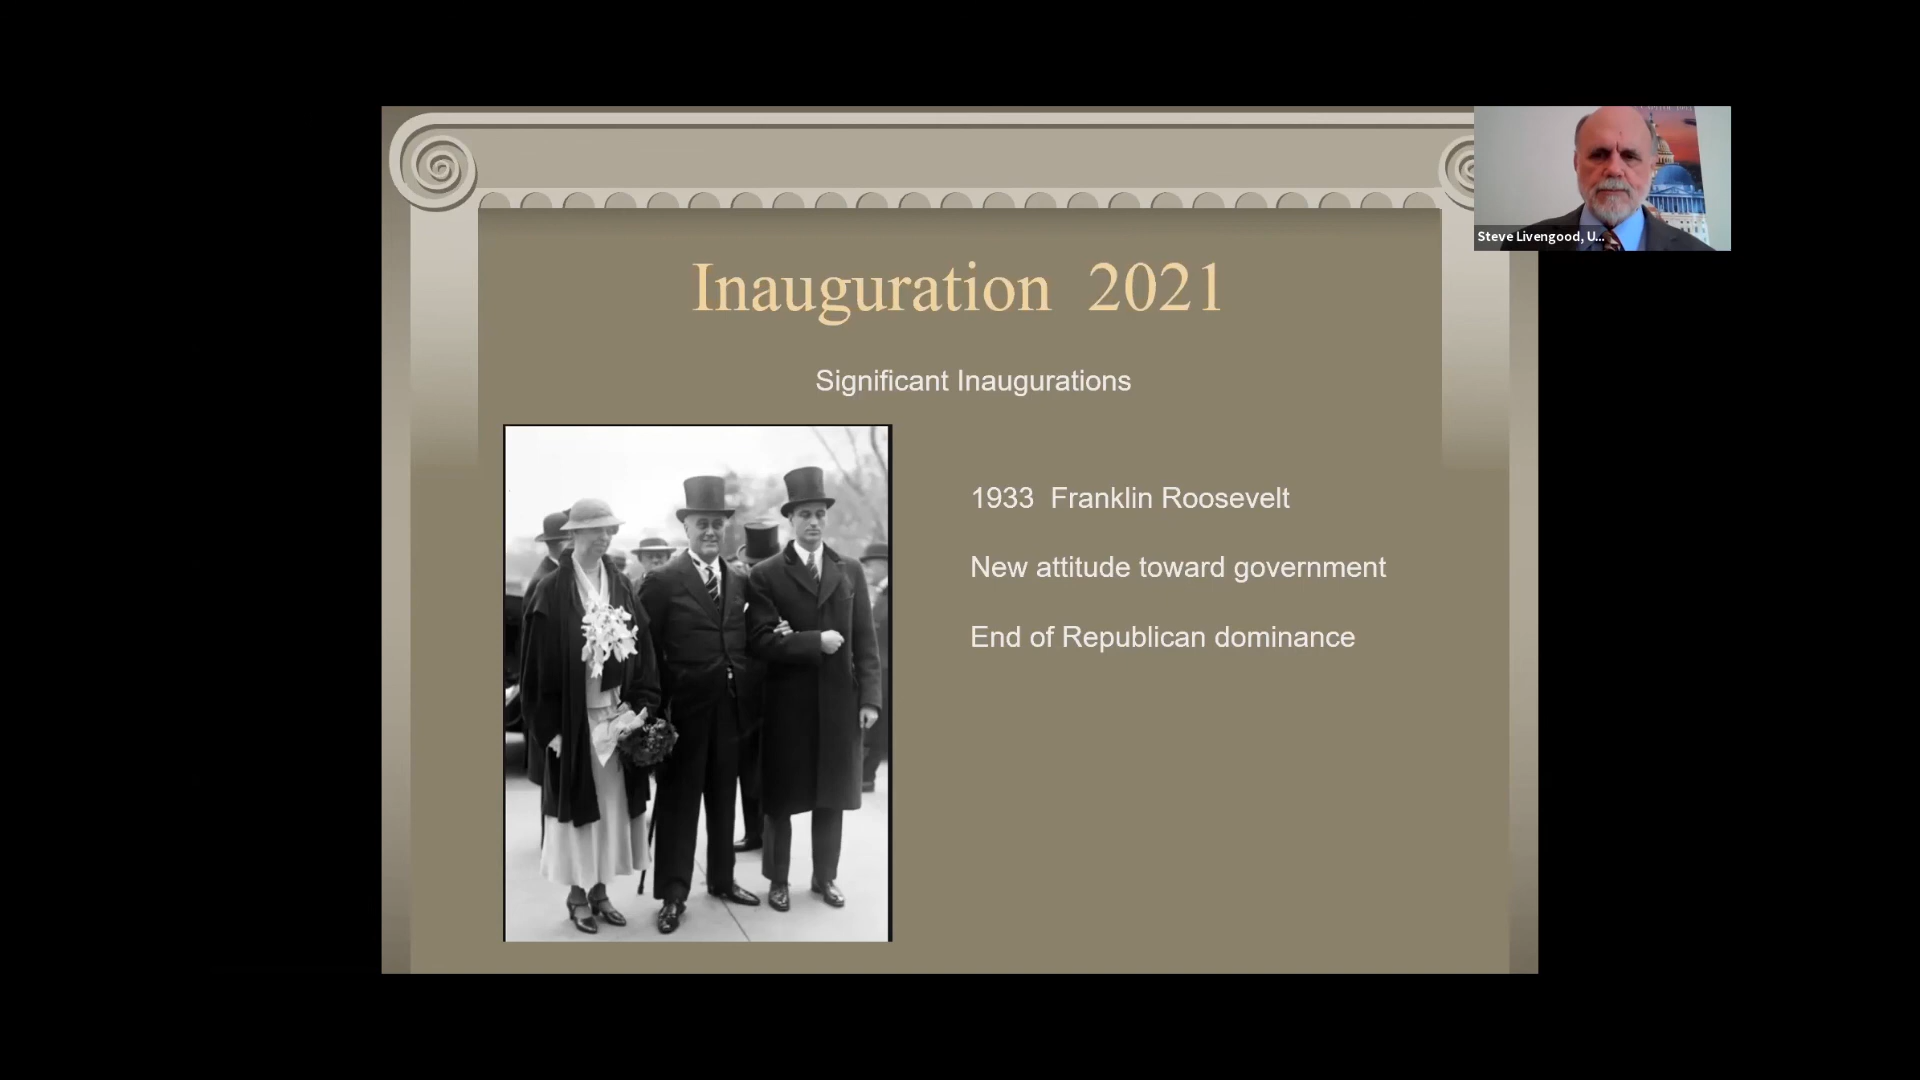 Inauguration 2021
Significant Inaugurations
1933 Franklin Roosevelt
New attitude toward government
End of Republican dominance
Steve Livengood, U...